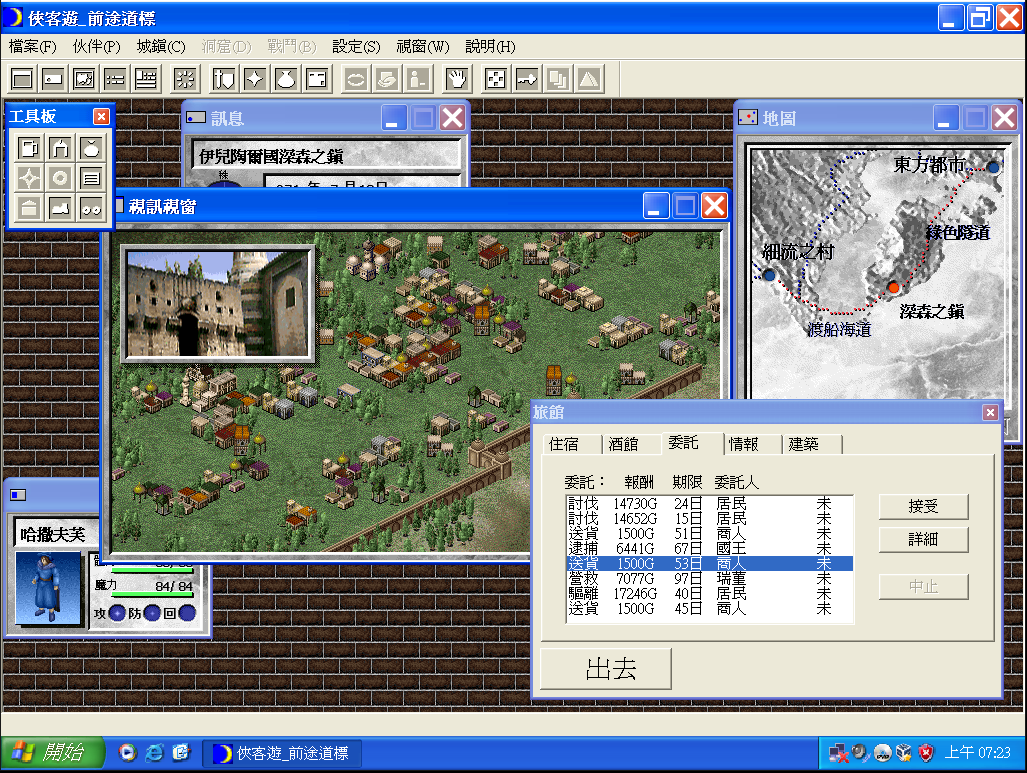 俠客遊_前途道標
檔案(F) 伙伴(P) 城鎮(C) 洞窟(D) 戰鬥(B) 設定(S) 視窗(W) 說明(H)
工具板
訊息
伊兒陶爾國深森之鎮
地圖
東方都市
綠色隧道
細流之村
深森之鎮
渡船海道
視訊視窗
哈撒夫芙
魔力 84/ 84
攻 防 回
旅館
住宿 酒館 委託 情報 建築
委託： 報酬 期限 委託人
討伐 14730G 24日 居民 未
討伐 14652G 15日 居民 未
送貨 1500G 51日 商人 未
逮捕 6441G 67日 國王 未
送貨 1500G 53日 商人 未
營救 7077G 97日 瑞董 未
驅離 17246G 40日 居民 未
送貨 1500G 45日 商人 未
接受
詳細
中止
出去
開始
俠客遊_前途道標
上午 07:23